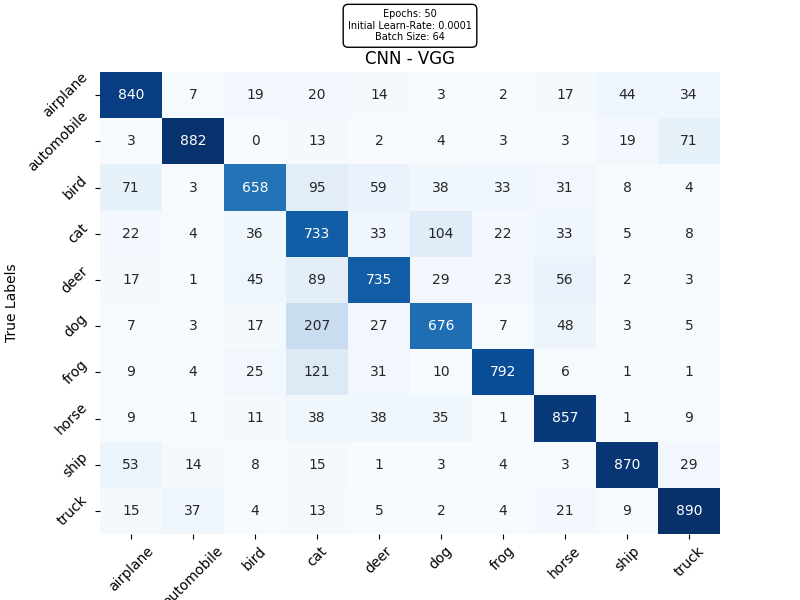 Epochs: 50
Initial Learn-Rate: 0.0001
Batch Size: 64
CNN - VGG
True Labels
airplane 840 7 19 20 14 3 2 17 44 34
automobile 3 882 0 13 2 4 3 3 19 71
bird 71 3 658 95 59 38 33 31 8 4
cat 22 4 36 733 33 104 22 33 5 8
deer 17 1 45 89 735 29 23 56 2 3
dog 7 3 17 207 27 676 7 48 3 5
frog 9 4 25 121 31 10 792 6 1 1
horse 9 1 11 38 38 35 1 857 1 9
ship 53 14 8 15 1 3 4 3 870 29
truck 15 37 4 13 5 2 4 21 9 890
airplane automobile bird cat deer dog frog horse ship truck